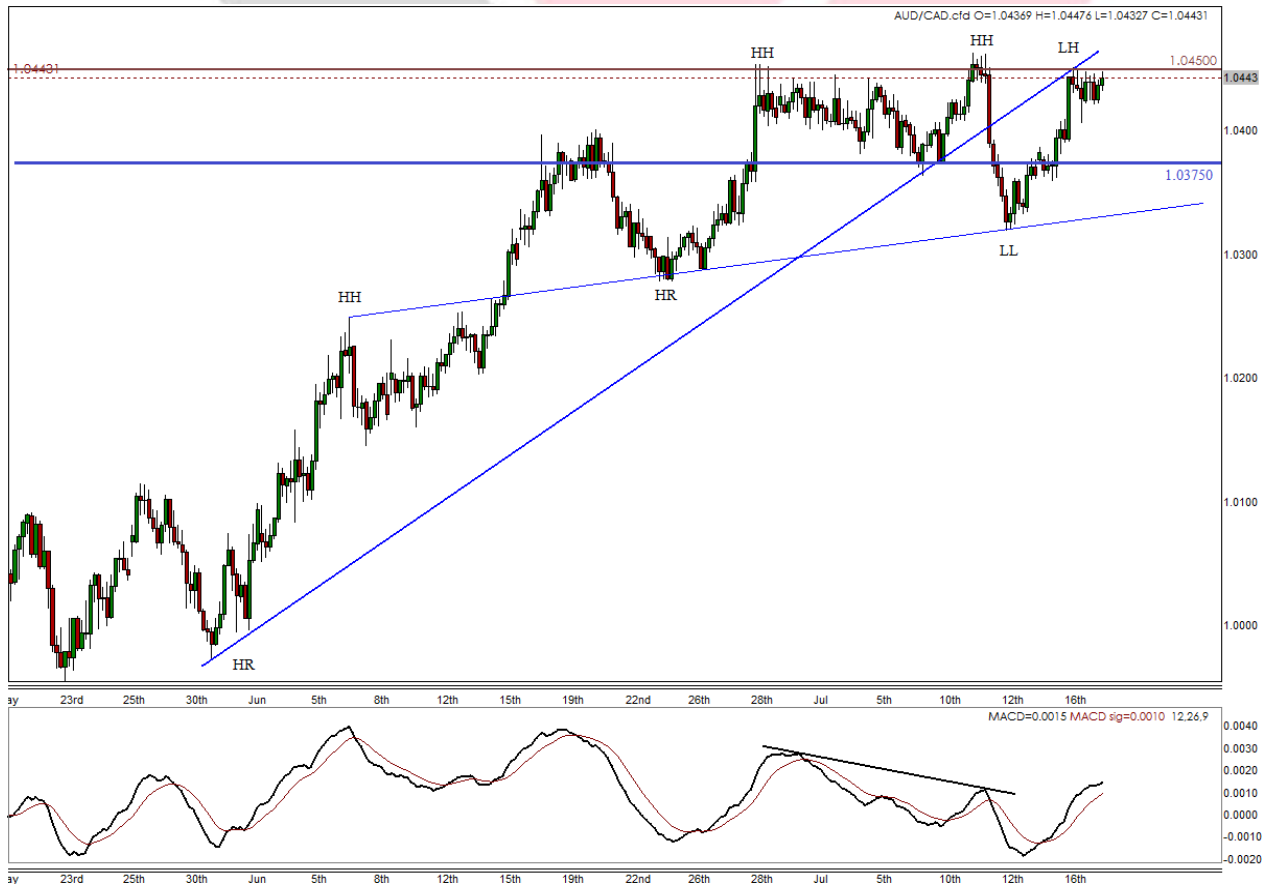 AUD/CAD.cfd O=1.04369 H=1.04476 L=1.04327 C=1.04431
HH
HH
LH
1.04431
1.04500
1.0443
1.0400
1.03750
1.0300
LL
HR
HH
1.0200
1.0100
1.0000
HR
ay 23rd 25th 30th Jun 5th 8th 12th 15th 19th 22nd 26th 28th Jul 5th 10th 12th 16th
MACD=0.0015 MACD sig=0.0010 12,26,9
0.0040
0.0030
0.0020
0.0010
0.0000
-0.0010
-0.0020
ay 23rd 25th 30th Jun 5th 8th 12th 15th 19th 22nd 26th 28th Jul 5th 10th 12th 16th